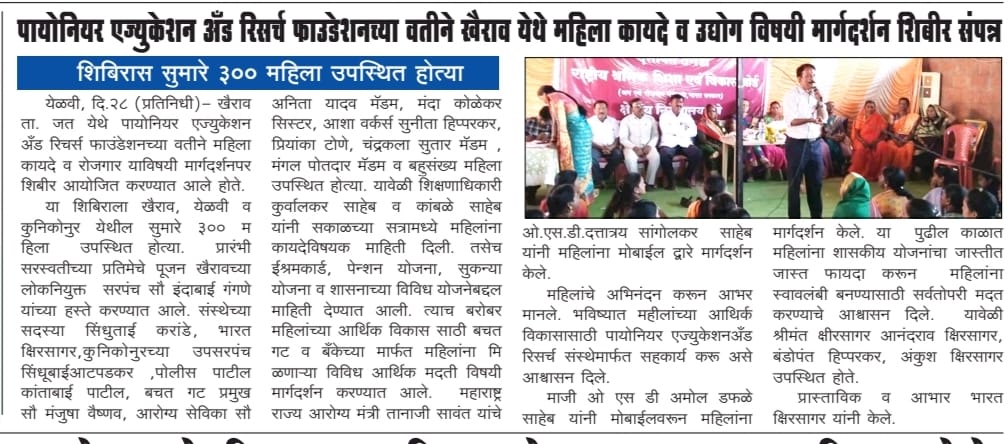 पायोनियर एज्युकेशन अँड रिसर्च फाउडेशनच्या वतीने खैराव येथे महिला कायदे व उद्योग विषयी मार्गदर्शन शिबीर संपन्न
शिबिरास सुमारे ३०० महिला उपस्थित होत्या
येळवी, दि.२८ (प्रतिनिधी)– खैराव
ता. जत येथे पायोनियर एज्युकेशन
अँड रिचर्स फाउंडेशनच्या वतीने महिला
कायदे व रोजगार याविषयी मार्गदर्शनपर
शिबीर आयोजित करण्यात आले होते.
या शिबिराला खैराव, येळवी व
कुनिकोनुर येथील सुमारे ३०० म
हिला उपस्थित होत्या. प्रारंभी
सरस्वतीच्या प्रतिमेचे पूजन खैरावच्या
लोकनियुक्त सरपंच सौ इंदाबाई गंगणे
यांच्या हस्ते करण्यात आले. संस्थेच्या
सदस्या सिंधुताई करांडे, भारत
क्षिरसागर,कुनिकोनुरच्या उपसरपंच
सिंधूबाईआटपडकर ,पोलीस पाटील
कांताबाई पाटील, बचत गट प्रमुख
सौ मंजुषा वैष्णव, आरोग्य सेविका सौ
अनिता यादव मॅडम, मंदा कोळेकर
सिस्टर, आशा वर्कर्स सुनीता हिप्परकर,
प्रियांका टोणे, चंद्रकला सुतार मॅडम ,
मंगल पोतदार मॅडम व बहुसंख्य महिला
उपस्थित होत्या. यावेळी शिक्षणाधिकारी
कुर्वालकर साहेब व कांबळे साहेब
यांनी सकाळच्या सत्रामध्ये महिलांना
कायदेविषयक माहिती दिली. तसेच
ईश्रमकार्ड, पेन्शन योजना, सुकन्या
योजना व शासनाच्या विविध योजनेबद्दल
माहिती देण्यात आली. त्याच बरोबर
महिलांच्या आर्थिक विकास साठी बचत
गट व बँकेच्या मार्फत महिलांना मि
ळणाऱ्या विविध आर्थिक मदती विषयी
मार्गदर्शन करण्यात आले. महाराष्ट्र
राज्य आरोग्य मंत्री तानाजी सावंत यांचे
राष्ट्रीय श्रमिक शिक्षा एवं विकास बोर्ड
ओ.एस.डी.दत्तात्रय सांगोलकर साहेब
यांनी महिलांना मोबाईल द्वारे मार्गदर्शन
केले.
महिलांचे अभिनंदन करून आभर
मानले. भविष्यात महीलांच्या आर्थिक
विकासासाठी पायोनियर एज्युकेशनअँड
रिसर्च संस्थेमार्फत सहकार्य करू असे
आश्वासन दिले.
माजी ओ एस डी अमोल डफळे
साहेब यांनी मोबाईलवरून महिलांना
मार्गदर्शन केले. या पुढील काळात
महिलांना शासकीय योजनांचा जास्तीत
जास्त फायदा करून महिलांना
स्वावलंबी बनण्यासाठी सर्वतोपरी मदत
करण्याचे आश्वासन दिले. यावेळी
श्रीमंत क्षीरसागर आनंदराव क्षिरसागर,
बंडोपंत हिप्परकर, अंकुश क्षिरसागर
उपस्थित होते.
प्रास्ताविक व आभार भारत
क्षिरसागर यांनी केले.